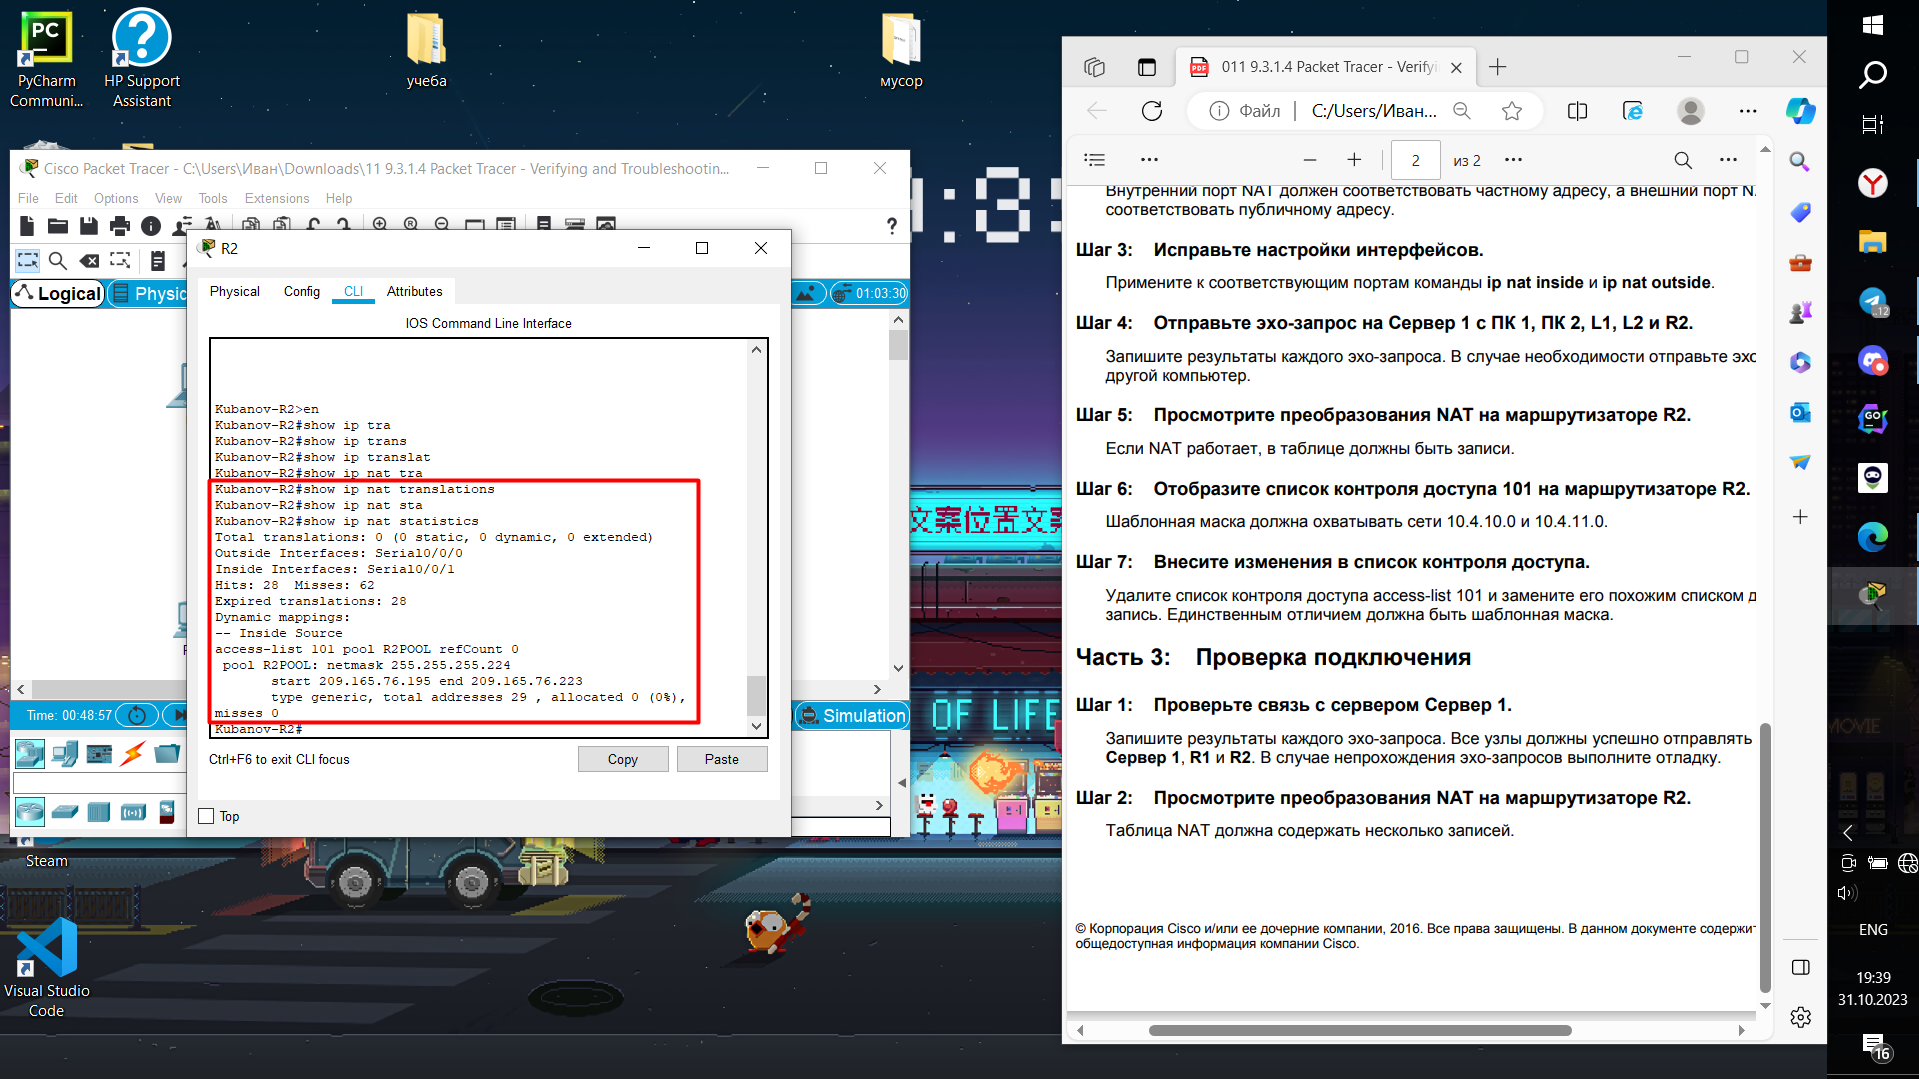 PyCharm
Communi...
HP Support
Assistant
учеба
мусор
Cisco Packet Tracer - C:\Users\Иван\Downloads\11 9.3.1.4 Packet Tracer - Verifying and Troubleshootin...
File Edit Options View Tools Extensions Help
Logical
Physic
01:03:30
R2
Physical Config CLI Attributes
IOS Command Line Interface
Kubanov-R2>en
Kubanov-R2#show ip tra
Kubanov-R2#show ip trans
Kubanov-R2#show ip translat
Kubanov-R2#show ip nat tra
Kubanov-R2#show ip nat translations
Kubanov-R2#show ip nat sta
Kubanov-R2#show ip nat statistics
Total translations: 0 (0 static, 0 dynamic, 0 extended)
Outside Interfaces: Serial0/0/0
Inside Interfaces: Serial0/0/1
Hits: 28  Misses: 62
Expired translations: 28
Dynamic mappings:
-- Inside Source
access-list 101 pool R2POOL refCount 0
pool R2POOL: netmask 255.255.255.224
start 209.165.76.195 end 209.165.76.223
type generic, total addresses 29 , allocated 0 (0%),
misses 0
Kubanov-R2#
Ctrl+F6 to exit CLI focus
Copy
Paste
Top
Time: 00:48:57
Simulation
Steam
Visual Studio
Code
文案位置文案
OF LIFE
MOVIE
011 9.3.1.4 Packet Tracer - Verifyi
Файл
C:/Users/Иван...
2 из 2
Внутренний порт NAT должен соответствовать частному адресу, а внешний порт N
соответствовать публичному адресу.
Шаг 3: Исправьте настройки интерфейсов.
Примените к соответствующим портам команды ip nat inside и ip nat outside.
Шаг 4: Отправьте эхо-запрос на Сервер 1 с ПК 1, ПК 2, L1, L2 и R2.
Запишите результаты каждого эхо-запроса. В случае необходимости отправьте эхо
другой компьютер.
Шаг 5: Просмотрите преобразования NAT на маршрутизаторе R2.
Если NAT работает, в таблице должны быть записи.
Шаг 6: Отобразите список контроля доступа 101 на маршрутизаторе R2.
Шаблонная маска должна охватывать сети 10.4.10.0 и 10.4.11.0.
Шаг 7: Внесите изменения в список контроля доступа.
Удалите список контроля доступа access-list 101 и замените его похожим списком д
запись. Единственным отличием должна быть шаблонная маска.
Часть 3: Проверка подключения
Шаг 1: Проверьте связь с сервером Сервер 1.
Запишите результаты каждого эхо-запроса. Все узлы должны успешно отправлять
Сервер 1, R1 и R2. В случае непрохождения эхо-запросов выполните отладку.
Шаг 2: Просмотрите преобразования NAT на маршрутизаторе R2.
Таблица NAT должна содержать несколько записей.
© Корпорация Cisco и/или ее дочерние компании, 2016. Все права защищены. В данном документе содержит
общедоступная информация компании Cisco.
12
ENG
19:39
31.10.2023
16